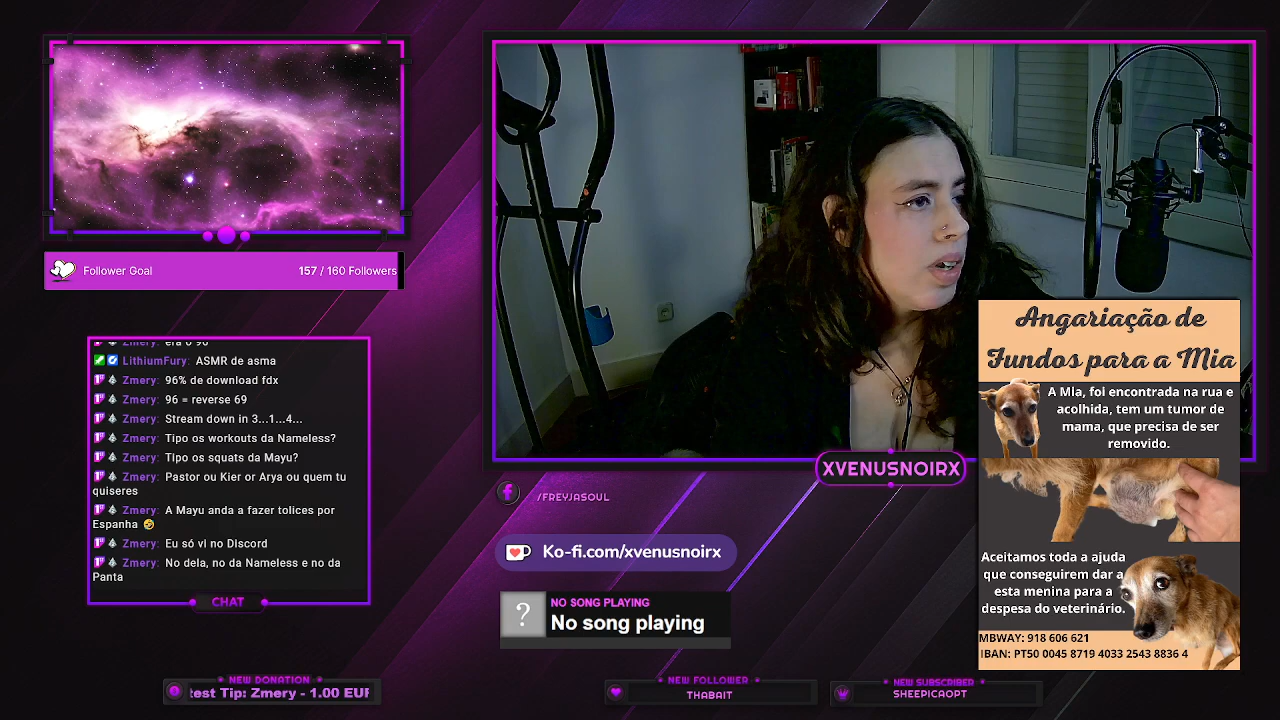 Follower Goal
157 / 160 Followers
Zmery: era o 96
LithiumFury: ASMR de asma
Zmery: 96% de download fdx
Zmery: 96 = reverse 69
Zmery: Stream down in 3...1...4...
Zmery: Tipo os workouts da Nameless?
Zmery: Tipo os squats da Mayu?
Zmery: Pastor ou Kier or Arya ou quem tu
quiseres
Zmery: A Mayu anda a fazer tolices por
Espanha 🤣
Zmery: Eu só vi no Discord
Zmery: No dela, no da Nameless e no da
Panta
CHAT
XVENUSNOIRX
/FREYJASOUL
Ko-fi.com/xvenusnoirx
?
NO SONG PLAYING
No song playing
Angariação de
Fundos para a Mia
A Mia, foi encontrada na rua e
acolhida, tem um tumor de
mama, que precisa de ser
removido.
Aceitamos toda a ajuda
que conseguirem dar a
esta menina para a
despesa do veterinário.
MBWAY: 918 606 621
IBAN: PT50 0045 8719 4033 2543 8836 4
NEW DONATION
test Tip: Zmery - 1.00 EUR
NEW FOLLOWER
THABAIT
NEW SUBSCRIBER
SHEEPICAOPT